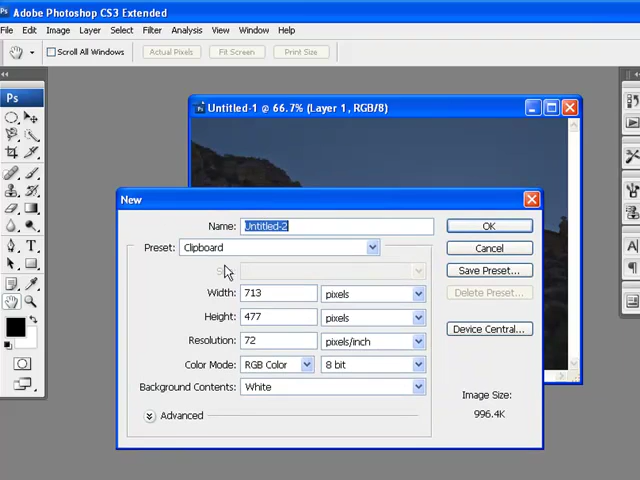 Adobe Photoshop CS3 Extended
File Edit Image Layer Select Filter Analysis View Window Help
Scroll All Windows Actual Pixels Fit Screen Print Size
Ps
Untitled-1 @ 66.7% (Layer 1, RGB/8)
New
Name: Untitled-2 OK
Preset: Clipboard Cancel
Save Preset...
Width: 713 pixels Delete Preset...
Height: 477 pixels
Device Central...
Resolution: 72 pixels/inch
Color Mode: RGB Color 8 bit
Background Contents: White
Image Size:
996.4K
Advanced